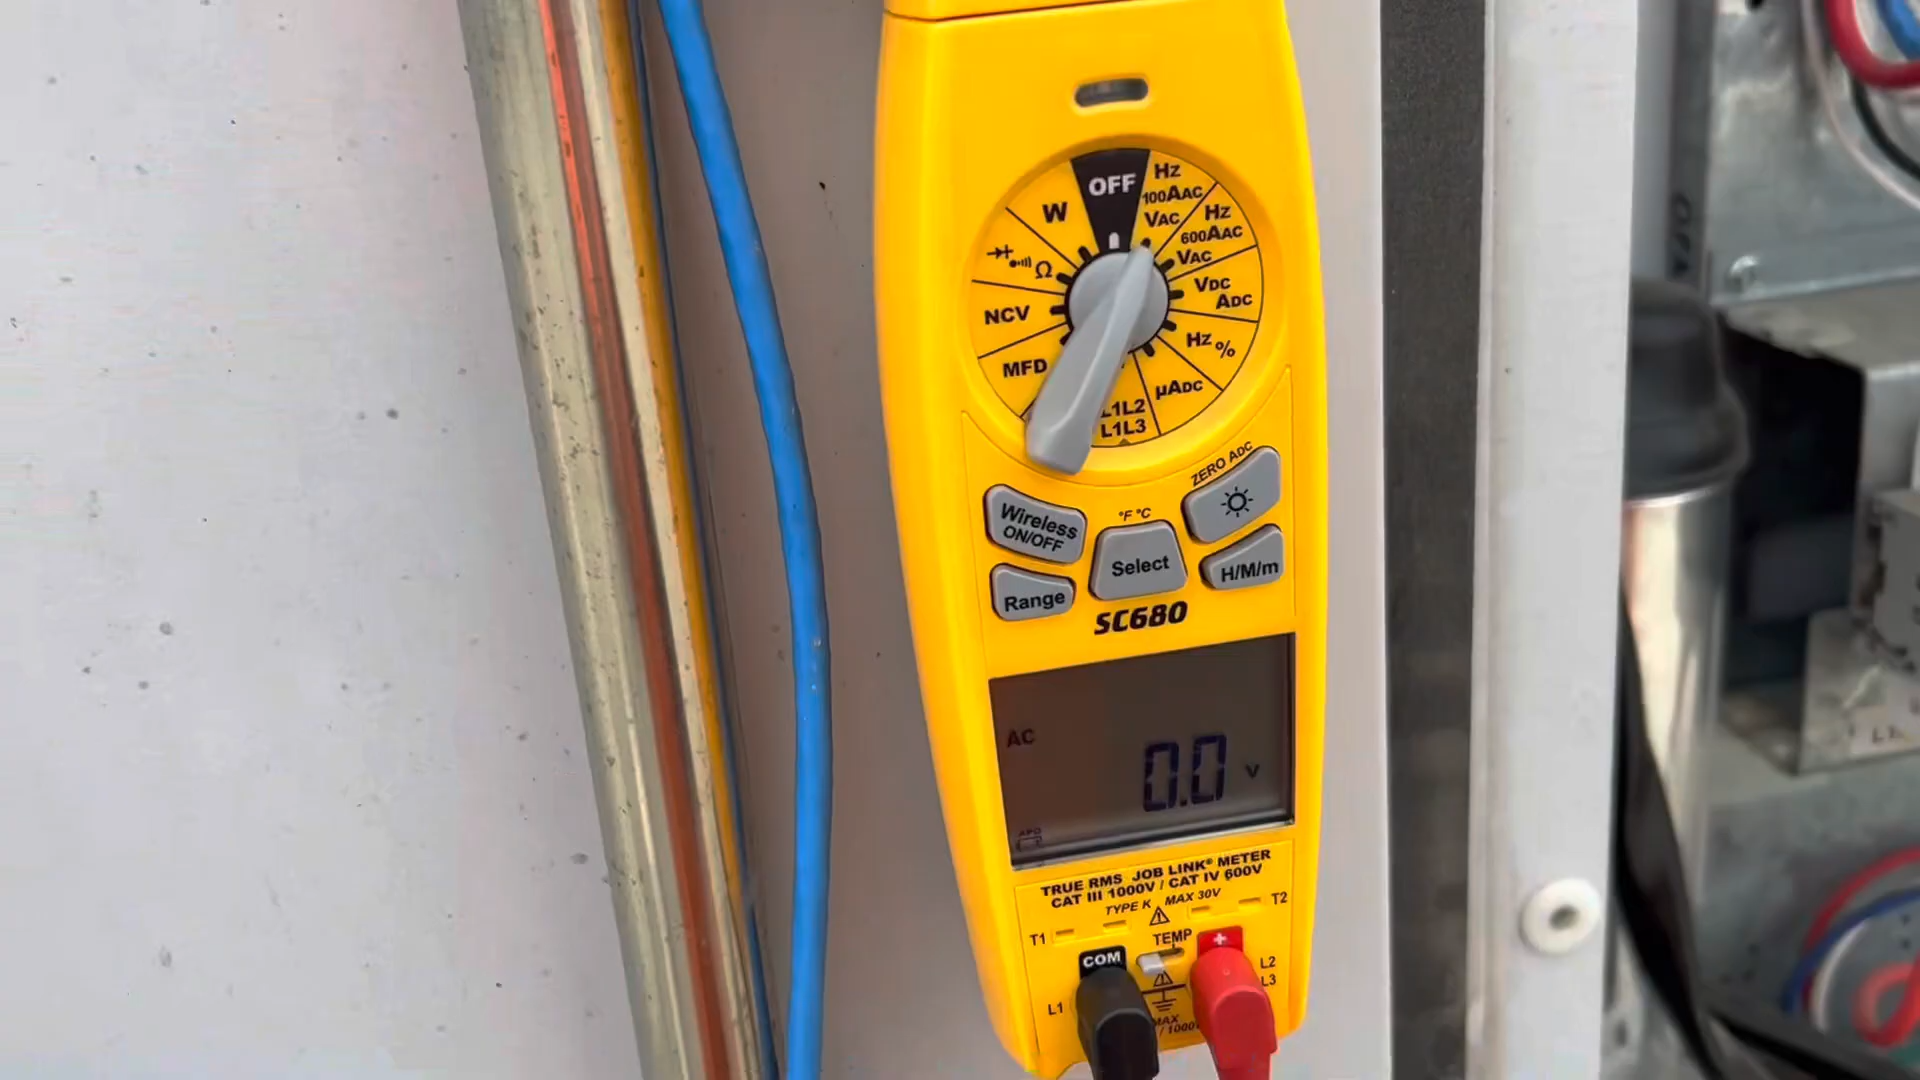 OFF
Hz
100AAC
VAC
Hz
600AAC
VAC
VDC
ADC
Hz %
µADC
L1L2
L1L3
MFD
NCV
Ω
W
ZERO ADC
Wireless
ON/OFF
°F °C
Select
Range
H/M/m
SC680
AC
0.0 V
APO
TRUE RMS JOB LINK® METER
CAT III 1000V / CAT IV 600V
TYPE K MAX 30V
T1
T2
TEMP
COM
+
L1
L2
L3
MAX